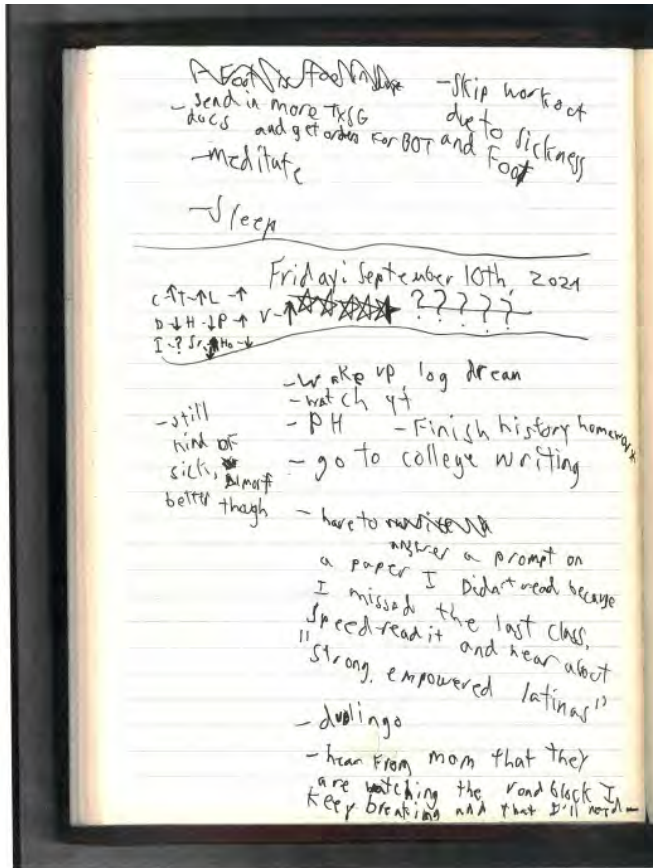 - send in more TXSG
docs and get orders for BOT and Foot
- meditate
- Sleep
- Skip workout
due to sickness
Friday: September 10th, 2021
C-↑ T-↑ L-↑
D-↓ H-↓ P-↑ V-↑ ?????
I-?
- still
kind of
sick,
almost
better though
- wake up, log dream
- watch yt
- PH - Finish history homework
- go to college writing
- have to
answer a prompt on
a paper I Didn't read because
I missed the last class,
Speed-read it and hear about
"strong, empowered latinas"
- duolingo
- hear from mom that they
are watching the road block I
keep breaking and that I'll need -